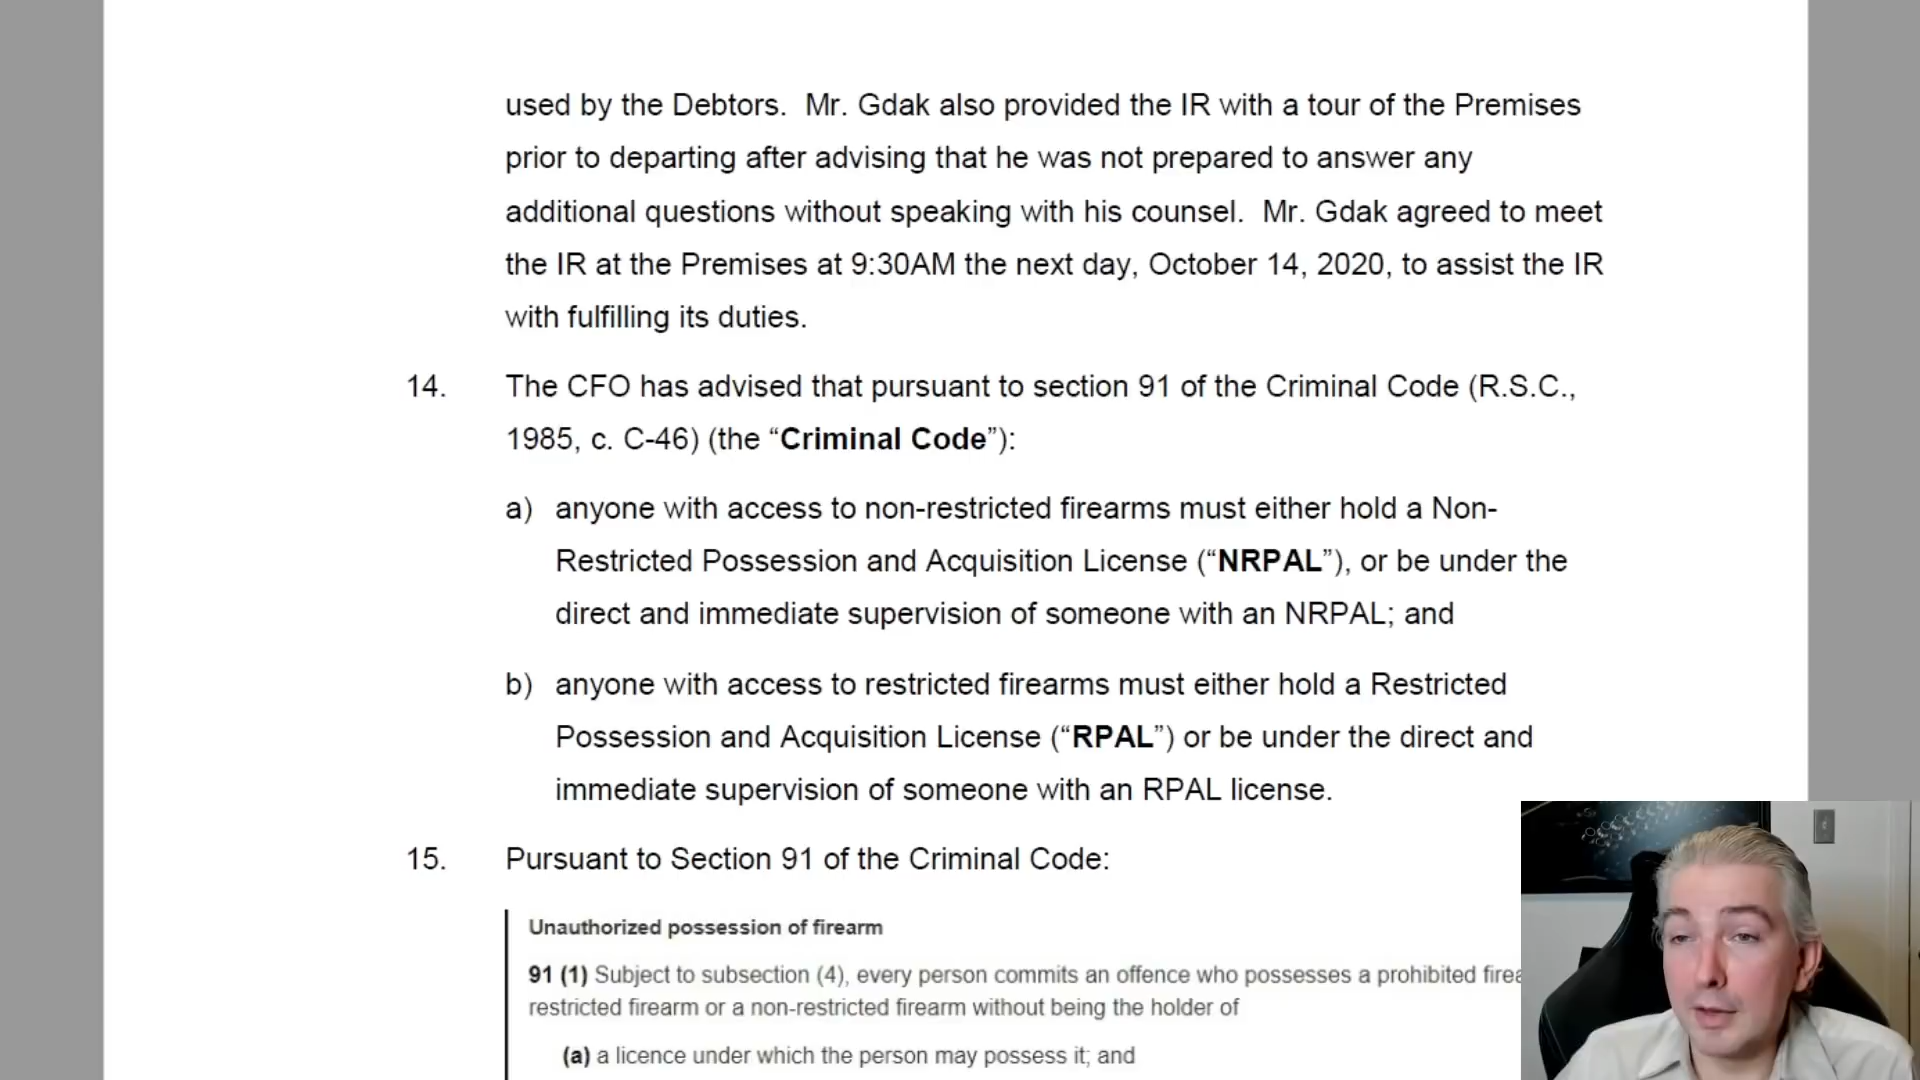 used by the Debtors.  Mr. Gdak also provided the IR with a tour of the Premises
prior to departing after advising that he was not prepared to answer any
additional questions without speaking with his counsel.  Mr. Gdak agreed to meet
the IR at the Premises at 9:30AM the next day, October 14, 2020, to assist the IR
with fulfilling its duties.
14. The CFO has advised that pursuant to section 91 of the Criminal Code (R.S.C.,
1985, c. C-46) (the “Criminal Code”):
a) anyone with access to non-restricted firearms must either hold a Non-
Restricted Possession and Acquisition License (“NRPAL”), or be under the
direct and immediate supervision of someone with an NRPAL; and
b) anyone with access to restricted firearms must either hold a Restricted
Possession and Acquisition License (“RPAL”) or be under the direct and
immediate supervision of someone with an RPAL license.
15. Pursuant to Section 91 of the Criminal Code:
Unauthorized possession of firearm
91 (1) Subject to subsection (4), every person commits an offence who possesses a prohibited
restricted firearm or a non-restricted firearm without being the holder of
(a) a licence under which the person may possess it; and